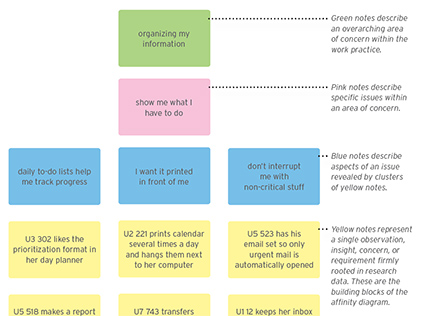 organizing my
information
Green notes describe
an overarching area
of concern within the
work practice.
show me what I
have to do
Pink notes describe
specific issues within
an area of concern.
daily to-do lists help
me track progress
I want it printed
in front of me
don't interrupt
me with
non-critical stuff
Blue notes describe
aspects of an issue
revealed by clusters
of yellow notes.
U3 302 likes the
prioritization format in
her day planner
U2 221 prints calendar
several times a day
and hangs them next
to her computer
U5 523 has his
email set so only
urgent mail is
automatically opened
Yellow notes represent
a single observation,
insight, concern, or
requirement firmly
rooted in research
data. These are the
building blocks of the
affinity diagram.
U5 518 makes a report
U7 743 transfers
U1 12 keeps her inbox